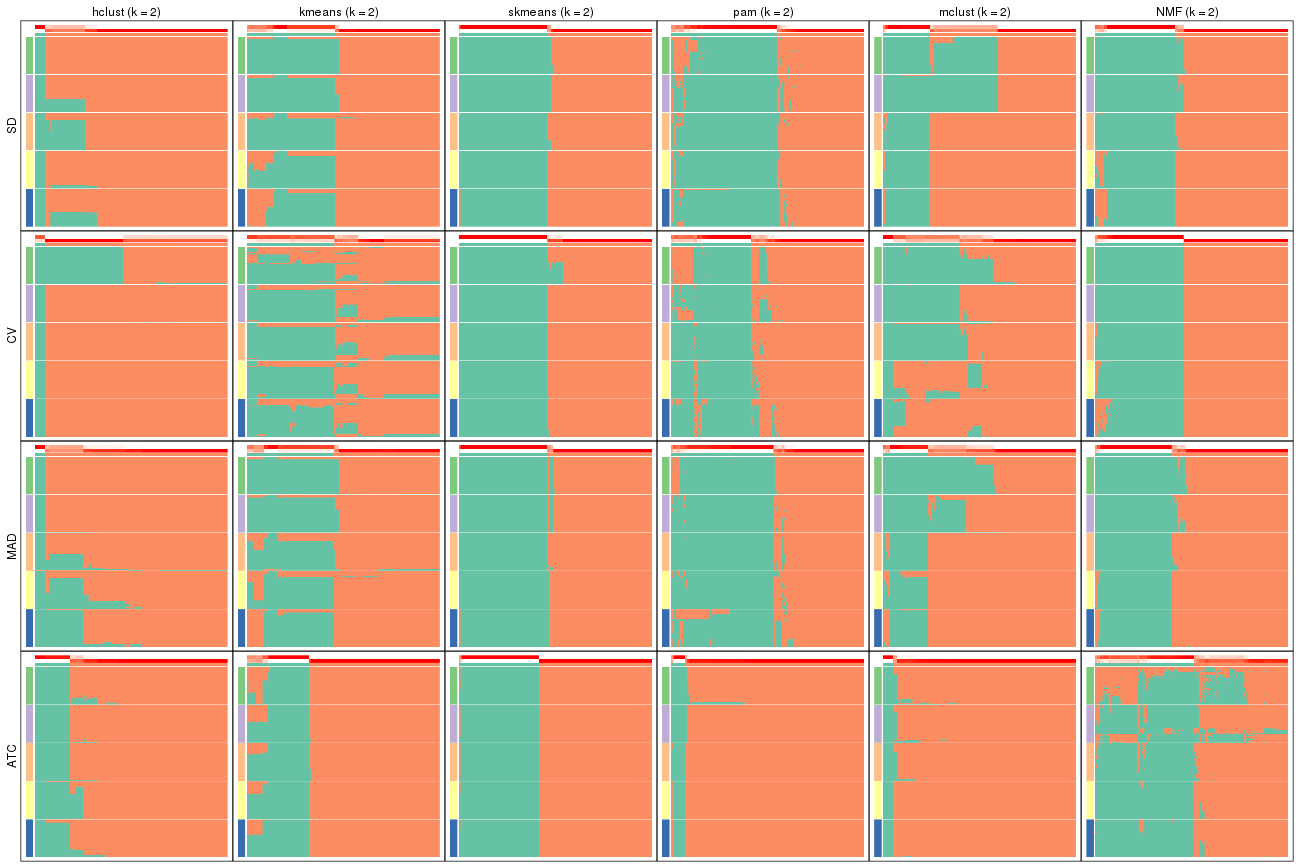 hclust (k = 2) kmeans (k = 2) skmeans (k = 2) pam (k = 2) mclust (k = 2) NMF (k = 2)
SD
CV
MAD
ATC